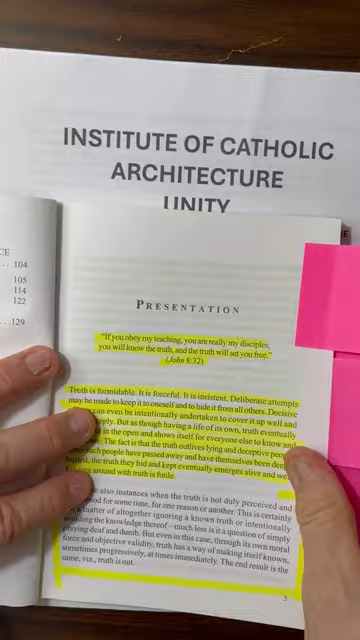 INSTITUTE OF CATHOLIC
ARCHITECTURE
UNITY
CE
... 104
105
114
122
...129
PRESENTATION
"If you obey my teaching, you are really my disciples,
you will know the truth, and the truth will set you free."
(John 8:32)
Truth is formidable. It is forceful. It is insistent. Deliberate attempts
may be made to keep it to oneself and to hide it from all others. Decisive
can even be intentionally undertaken to cover it up well and
But as though having a life of its own, truth eventually
in the open and shows itself for everyone else to know and
The fact is that the truth outlives lying and deceptive
such people have passed away and have themselves been
the truth they hid and kept eventually emerges alive and
around with truth is futile.
also instances when the truth is not duly perceived and
for some time, for one reason or another. This is certainly
a matter of altogether ignoring a known truth or intentionally
avoiding the knowledge thereof—much less is it a question of simply
playing deaf and dumb. But even in this case, through its own moral
force and objective validity, truth has a way of making itself known,
sometimes progressively, at times immediately. The end result is the
same, viz., truth is out.
5